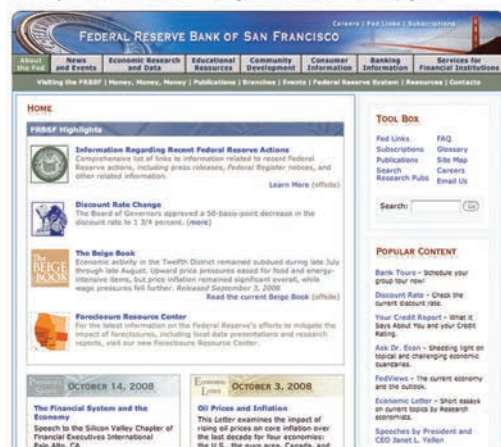 Careers | Fed Links | Subscriptions
FEDERAL RESERVE BANK OF SAN FRANCISCO
About the Fed
News and Events
Economic Research and Data
Educational Resources
Community Development
Consumer Information
Banking Information
Services for Financial Institutions
Visiting the FRBSF | Money, Money, Money | Publications | Branches | Events | Federal Reserve System | Resources | Contacts
HOME
FRBSF Highlights
Information Regarding Recent Federal Reserve Actions
Comprehensive list of links to information related to recent Federal
Reserve actions, including press releases, Federal Register notices, and
other related information.
Learn More (offsite)
Discount Rate Change
The Board of Governors approved a 50-basis-point decrease in the
discount rate to 1 3/4 percent. (more)
THE BEIGE BOOK
The Beige Book
Economic activity in the Twelfth District remained subdued during late July
through late August. Upward price pressures eased for food and energy-
intensive items, but price inflation remained significant overall, while
wage pressures fell further. Released September 3, 2008
Read the current Beige Book (offsite)
Foreclosure Resource Center
For the latest information on the Federal Reserve's efforts to mitigate the
impact of foreclosures, including local data presentations and research
reports, visit our new Foreclosure Resource Center.
OCTOBER 14, 2008
The Financial System and the
Economy
Speech to the Silicon Valley Chapter of
Financial Executives International
Palo Alto, CA
Economic Letter
OCTOBER 3, 2008
Oil Prices and Inflation
This Letter examines the impact of
rising oil prices on core inflation over
the last decade for four economies:
the U.S., the euro area, Canada, and
TOOL BOX
Fed Links
Subscriptions
Publications
Search
Research Pubs
FAQ
Glossary
Site Map
Careers
Email Us
Search:
Go
POPULAR CONTENT
Bank Tours - Schedule your
group tour now!
Discount Rate - Check the
current discount rate.
Your Credit Report - What it
Says About You and your Credit
Rating.
Ask Dr. Econ - Shedding light on
topical and challenging economic
quandaries.
FedViews - The current economy
and the outlook.
Economic Letter - Short essays
on current topics by Research
economists.
Speeches by President and
CEO Janet L. Yellen